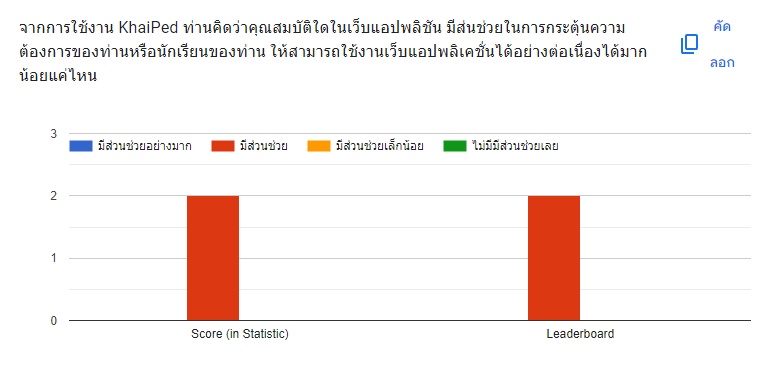 จากการใช้งาน KhaiPed ท่านคิดว่าคุณสมบัติใดในเว็บแอปพลิชัน มีส่นช่วยในการกระตุ้นความ
ต้องการของท่านหรือนักเรียนของท่าน ให้สามารถใช้งานเว็บแอปพลิเคชั่นได้อย่างต่อเนื่องได้มาก
น้อยแค่ไหน
คัด
ลอก
3
มีส่วนช่วยอย่างมาก มีส่วนช่วย มีส่วนช่วยเล็กน้อย ไม่มีมีส่วนช่วยเลย
2
1
0
Score (in Statistic) Leaderboard